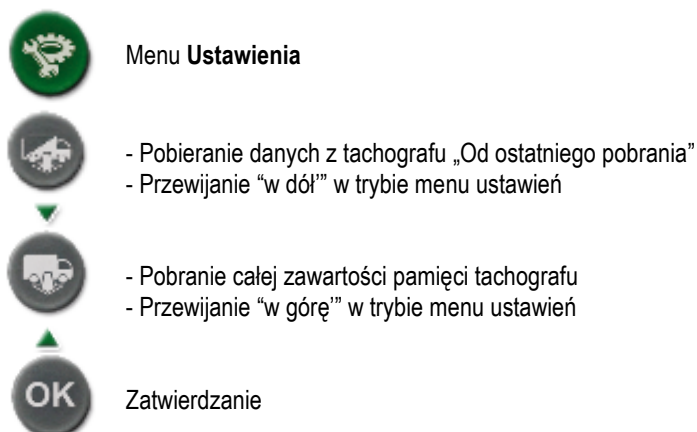 Menu Ustawienia
- Pobieranie danych z tachografu „Od ostatniego pobrania”
- Przewijanie “w dół’” w trybie menu ustawień
- Pobranie całej zawartości pamięci tachografu
- Przewijanie “w górę’” w trybie menu ustawień
OK Zatwierdzanie